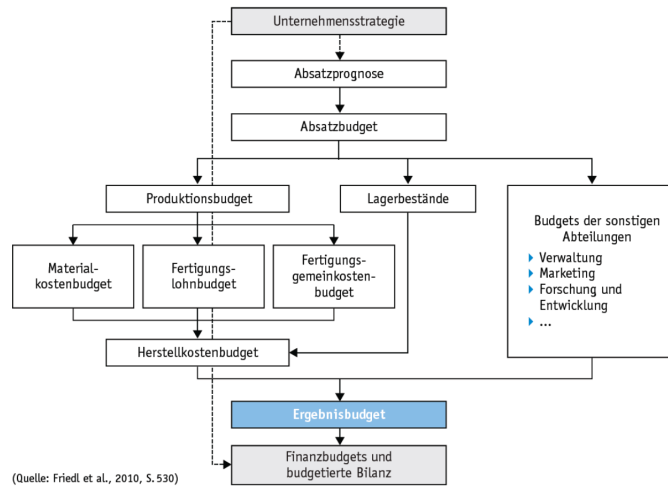 Unternehmensstrategie
Absatzprognose
Absatzbudget
Produktionsbudget
Lagerbestände
Budgets der sonstigen
Abteilungen
Verwaltung
Marketing
Forschung und
Entwicklung
...
Material-
kostenbudget
Fertigungs-
lohnbudget
Fertigungs-
gemeinkosten-
budget
Herstellkostenbudget
Ergebnisbudget
Finanzbudgets und
budgetierte Bilanz
(Quelle: Friedl et al., 2010, S. 530)